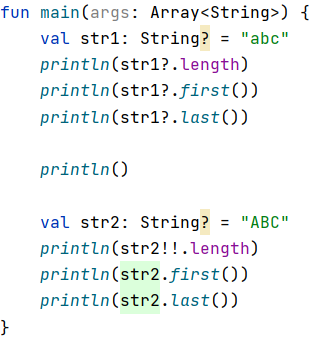 fun main(args: Array<String>) {
    val str1: String? = "abc"
    println(str1?.length)
    println(str1?.first())
    println(str1?.last())

    println()

    val str2: String? = "ABC"
    println(str2!!.length)
    println(str2.first())
    println(str2.last())
}